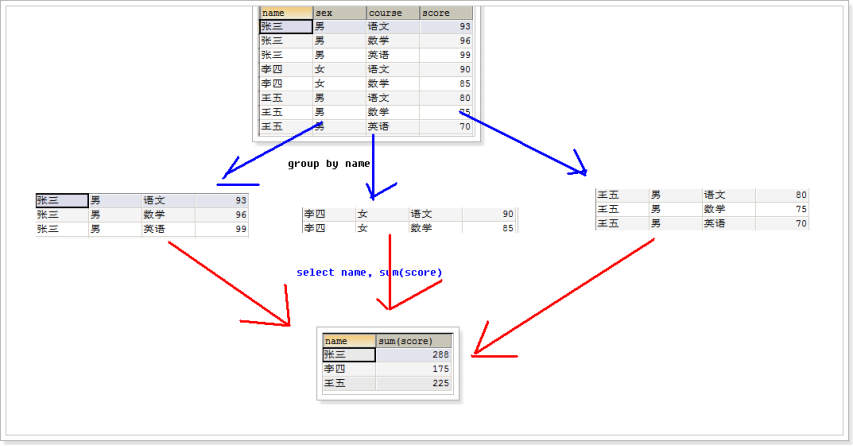 name sex course score
张三 男 语文 93
张三 男 数学 96
张三 男 英语 99
李四 女 语文 90
李四 女 数学 85
王五 男 语文 80
王五 男 数学 75
王五 男 英语 70
group by name
张三 男 语文 93
张三 男 数学 96
张三 男 英语 99
李四 女 语文 90
李四 女 数学 85
王五 男 语文 80
王五 男 数学 75
王五 男 英语 70
select name, sum(score)
name sum(score)
张三 288
李四 175
王五 225